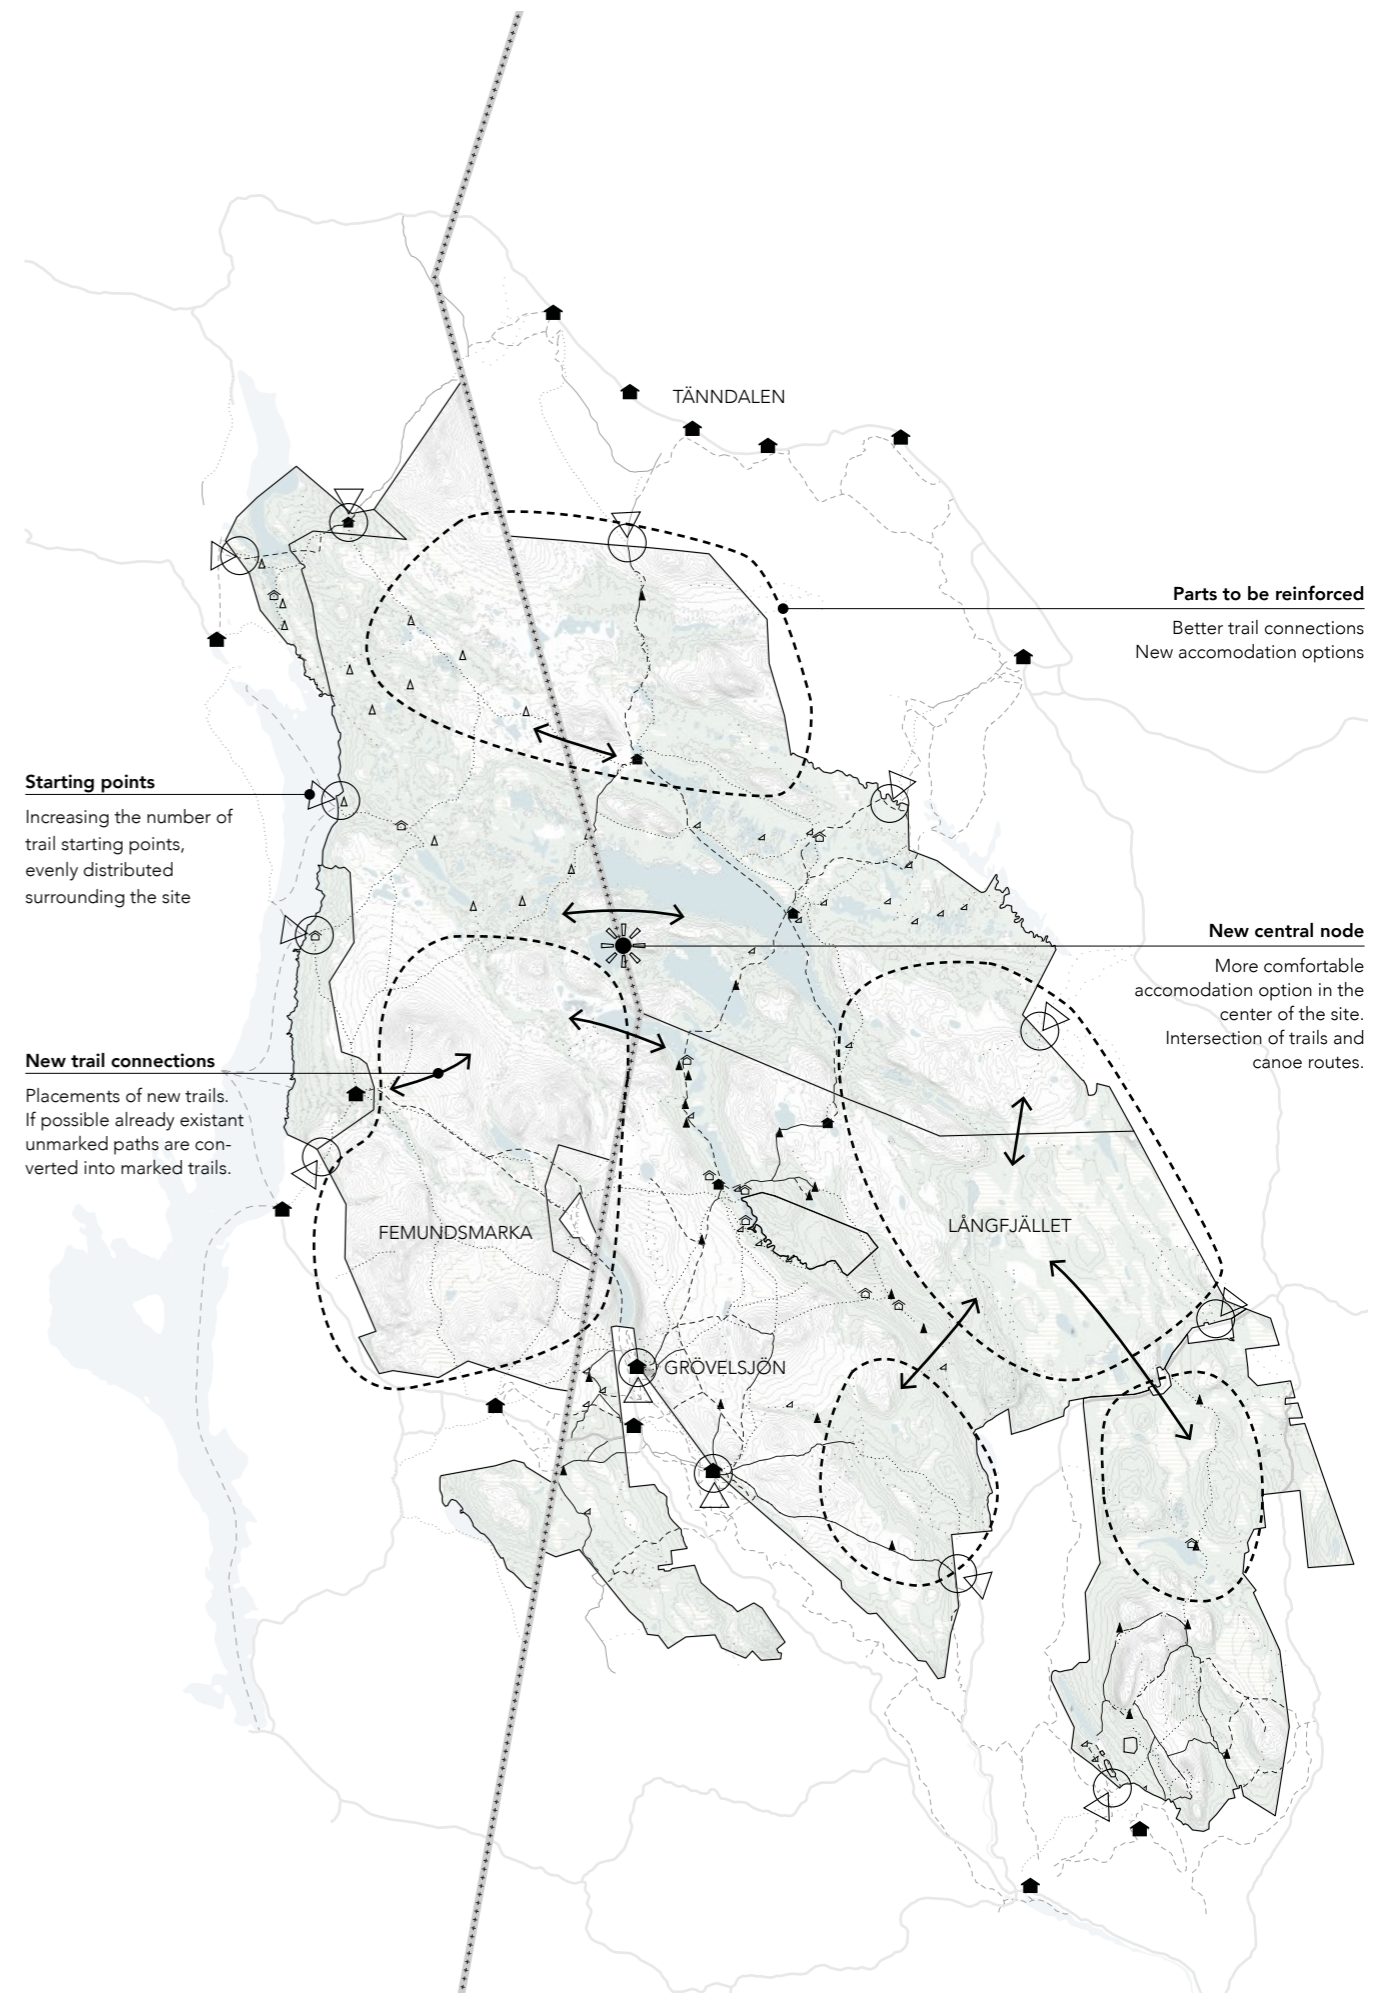 TÄNNDALEN
Parts to be reinforced
Better trail connections
New accomodation options
Starting points
Increasing the number of
trail starting points,
evenly distributed
surrounding the site
New central node
More comfortable
accomodation option in the
center of the site.
Intersection of trails and
canoe routes.
New trail connections
Placements of new trails.
If possible already existant
unmarked paths are con-
verted into marked trails.
FEMUNDSMARKA
LÅNGFJÄLLET
GRÖVELSJÖN